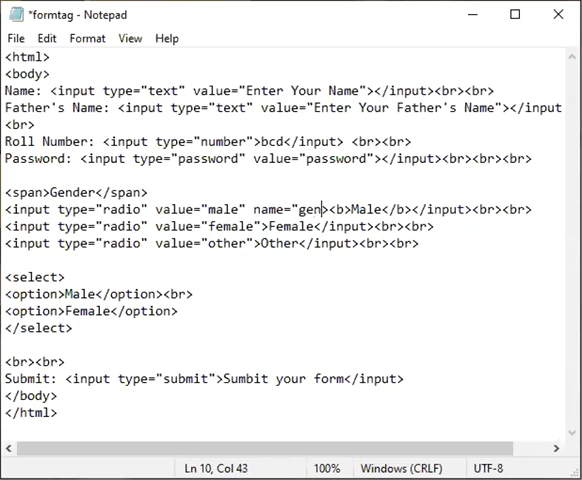 *formtag - Notepad
File Edit Format View Help
<html>
<body>
Name: <input type="text" value="Enter Your Name"></input><br><br>
Father's Name: <input type="text" value="Enter Your Father's Name"></input
<br>
Roll Number: <input type="number">bcd</input> <br><br>
Password: <input type="password" value="password"></input><br><br><br>
<span>Gender</span>
<input type="radio" value="male" name="gen><b>Male</b></input><br><br>
<input type="radio" value="female">Female</input><br><br>
<input type="radio" value="other">Other</input><br><br>
<select>
<option>Male</option><br>
<option>Female</option>
</select>
<br><br>
Submit: <input type="submit">Sumbit your form</input>
</body>
</html>
Ln 10, Col 43 100% Windows (CRLF) UTF-8